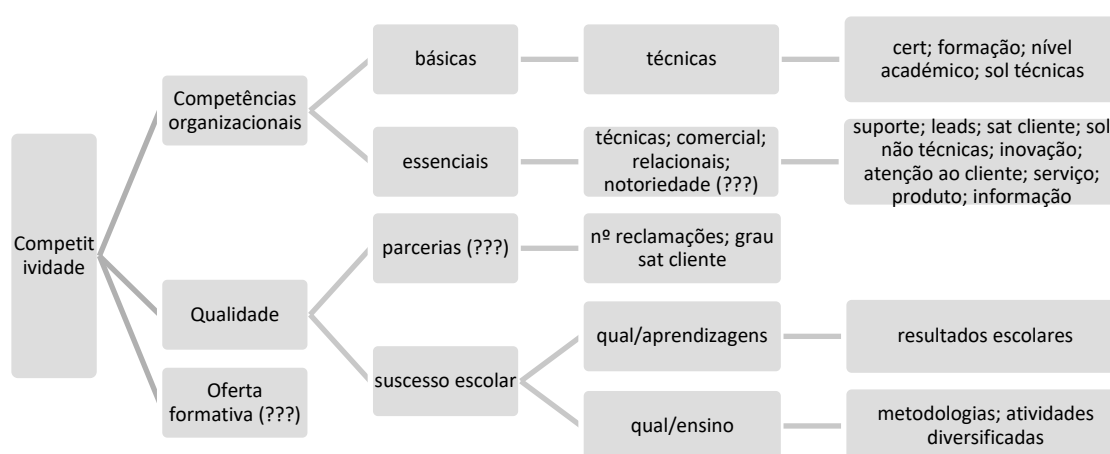 Competit
ividade
Competências
organizacionais
básicas
técnicas
cert; formação; nível
académico; sol técnicas
essenciais
técnicas; comercial;
relacionais;
notoriedade (???)
suporte; leads; sat cliente; sol
não técnicas; inovação;
atenção ao cliente; serviço;
produto; informação
Qualidade
parcerias (???)
nº reclamações; grau
sat cliente
suscesso escolar
qual/aprendizagens
resultados escolares
qual/ensino
metodologias; atividades
diversificadas
Oferta
formativa (???)